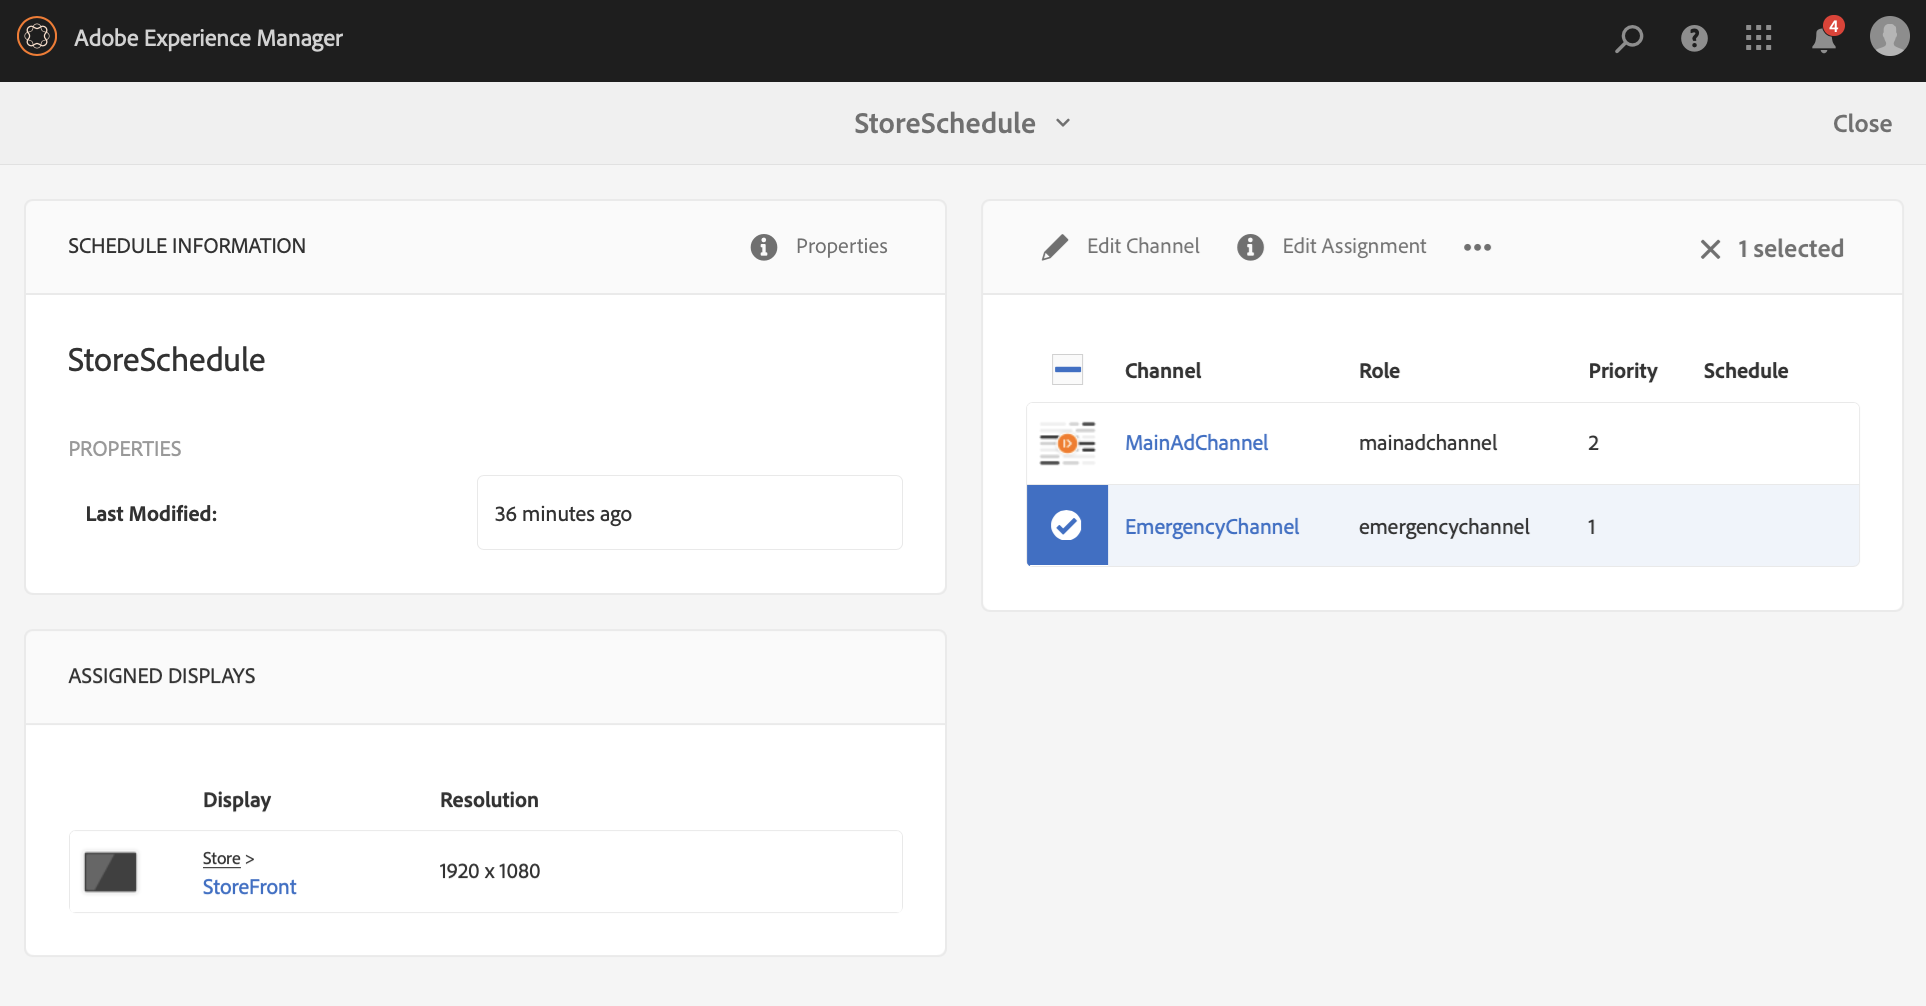 Adobe Experience Manager
4
StoreSchedule
Close
SCHEDULE INFORMATION
Properties
StoreSchedule
PROPERTIES
Last Modified:
36 minutes ago
ASSIGNED DISPLAYS
Display Resolution
Store >
StoreFront
1920 x 1080
Edit Channel
Edit Assignment
1 selected
Channel Role Priority Schedule
MainAdChannel mainadchannel 2
EmergencyChannel emergencychannel 1